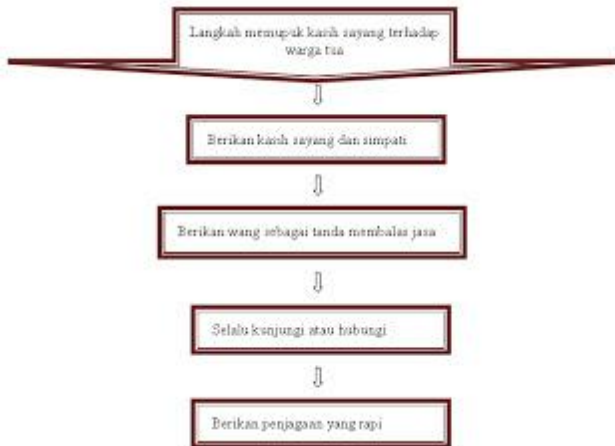 Langkah memupuk kasih sayang terhadap
warga tua
Berikan kasih sayang dan simpati
Berikan wang sebagai tanda membalas jasa
Selalu kunjungi atau hubungi
Berikan penjagaan yang rapi